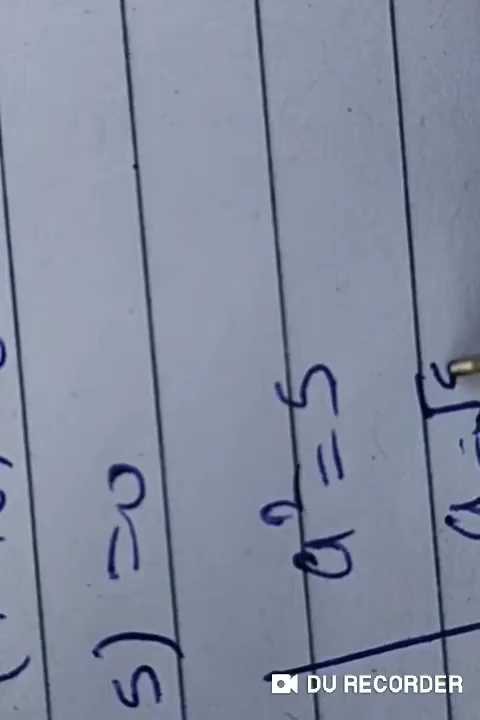 5) = 0
a² = 5
a = √5
DU RECORDER